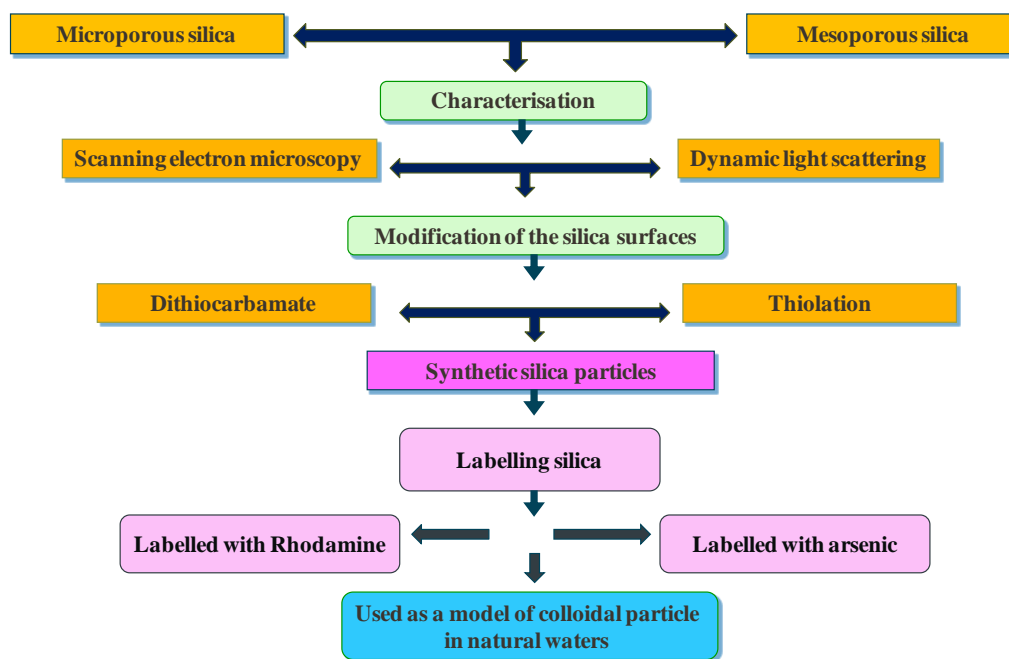 Microporous silica
Mesoporous silica
Characterisation
Scanning electron microscopy
Dynamic light scattering
Modification of the silica surfaces
Dithiocarbamate
Thiolation
Synthetic silica particles
Labelling silica
Labelled with Rhodamine
Labelled with arsenic
Used as a model of colloidal particle
in natural waters